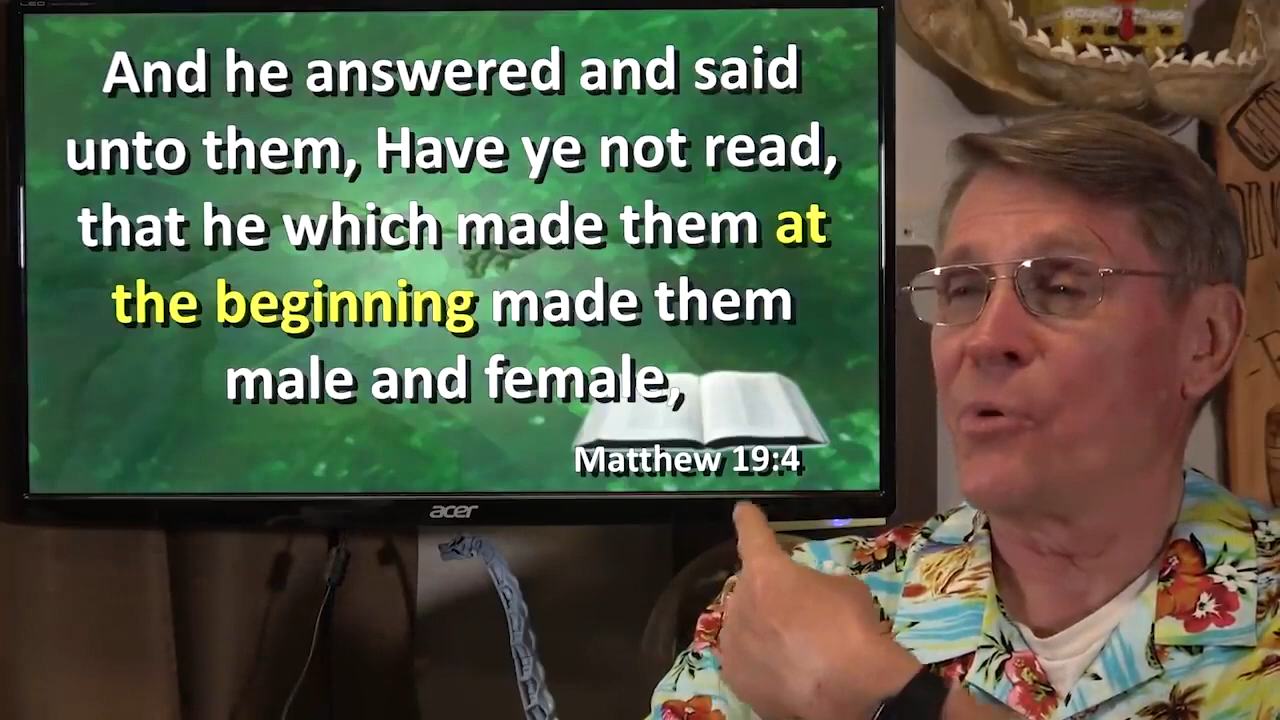 And he answered and said
unto them, Have ye not read,
that he which made them at
the beginning made them
male and female,
Matthew 19:4
acer